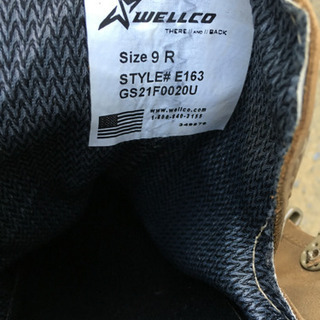 WELLCO
THERE // AND // BACK
Size 9 R
STYLE# E163
GS21F0020U
www.wellco.com